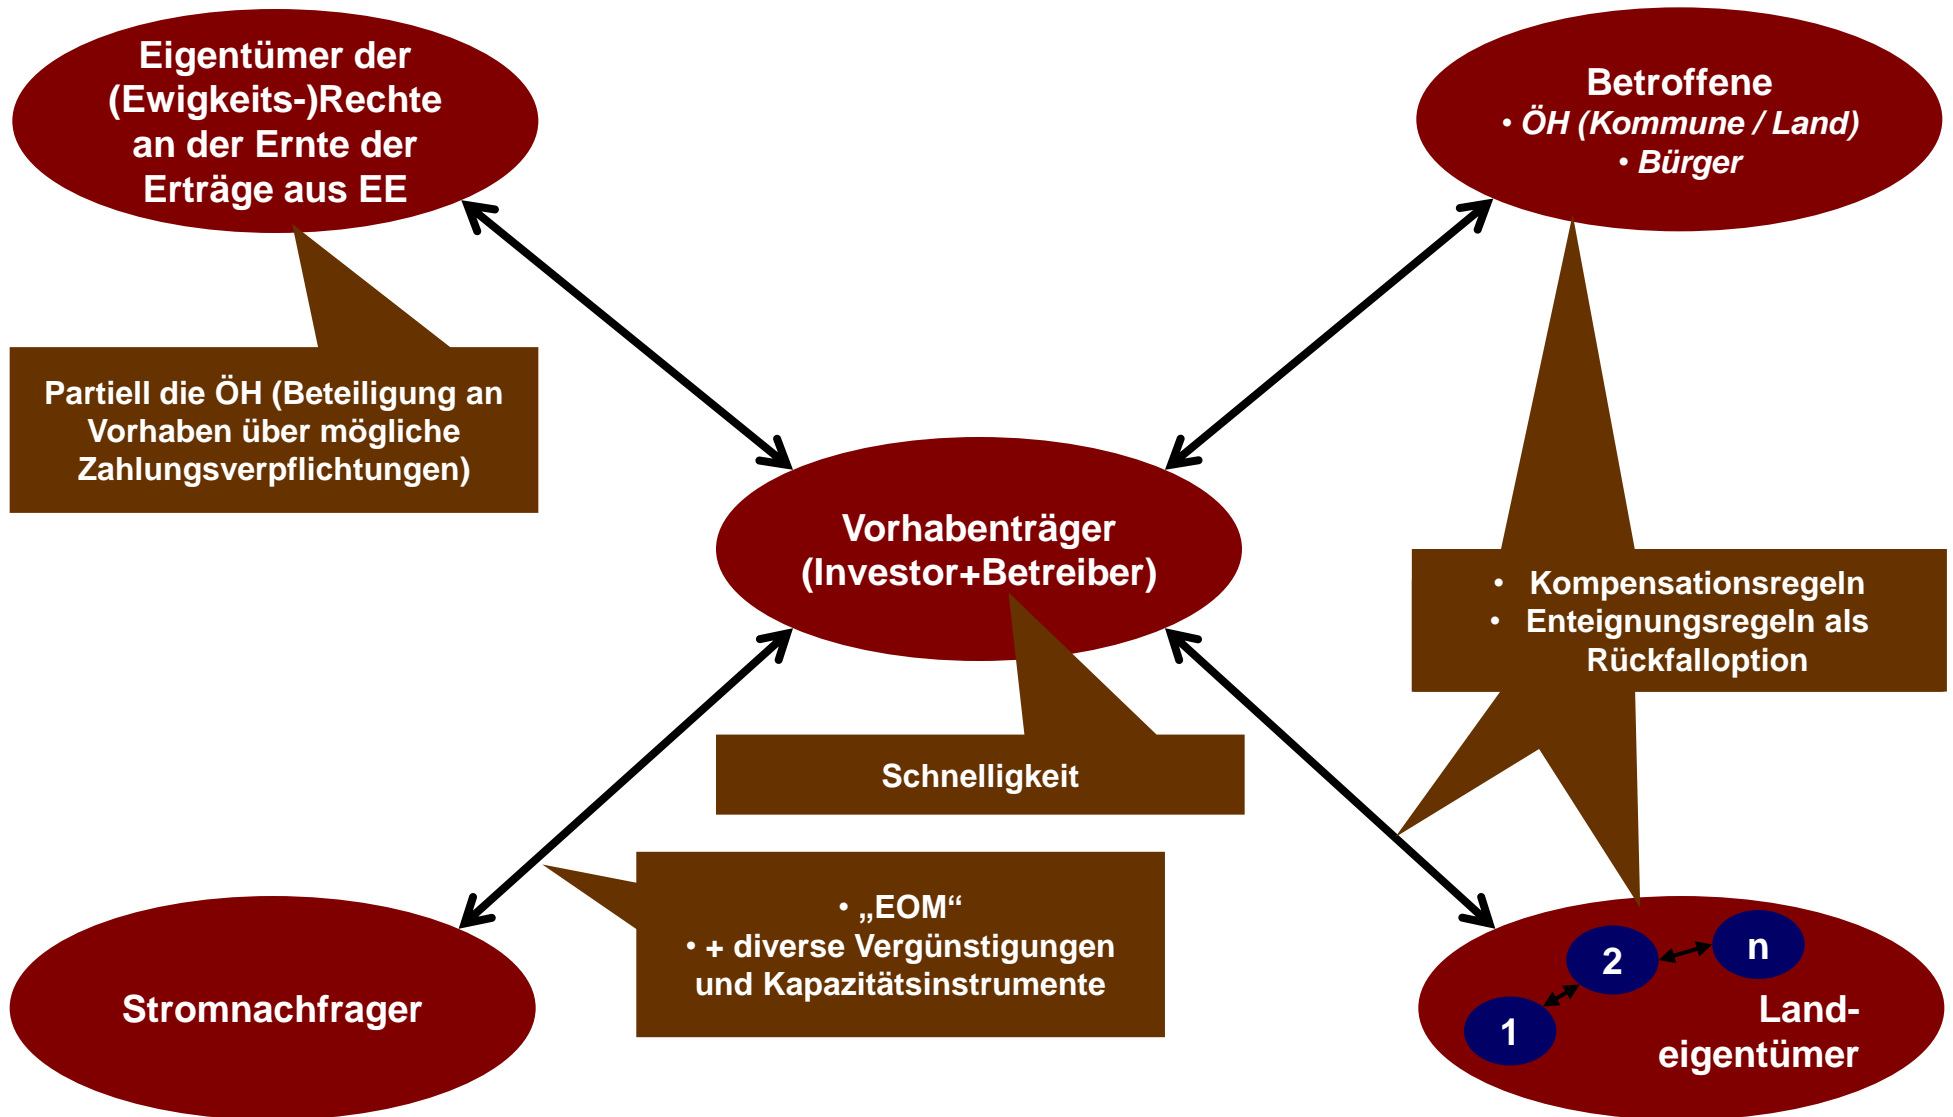 Eigentümer der
(Ewigkeits-)Rechte
an der Ernte der
Erträge aus EE
Betroffene
• ÖH (Kommune / Land)
• Bürger
Partiell die ÖH (Beteiligung an
Vorhaben über mögliche
Zahlungsverpflichtungen)
Vorhabenträger
(Investor+Betreiber)
• Kompensationsregeln
• Enteignungsregeln als
Rückfalloption
Schnelligkeit
• „EOM“
• + diverse Vergünstigungen
und Kapazitätsinstrumente
Stromnachfrager
1
2
n
Land-
eigentümer